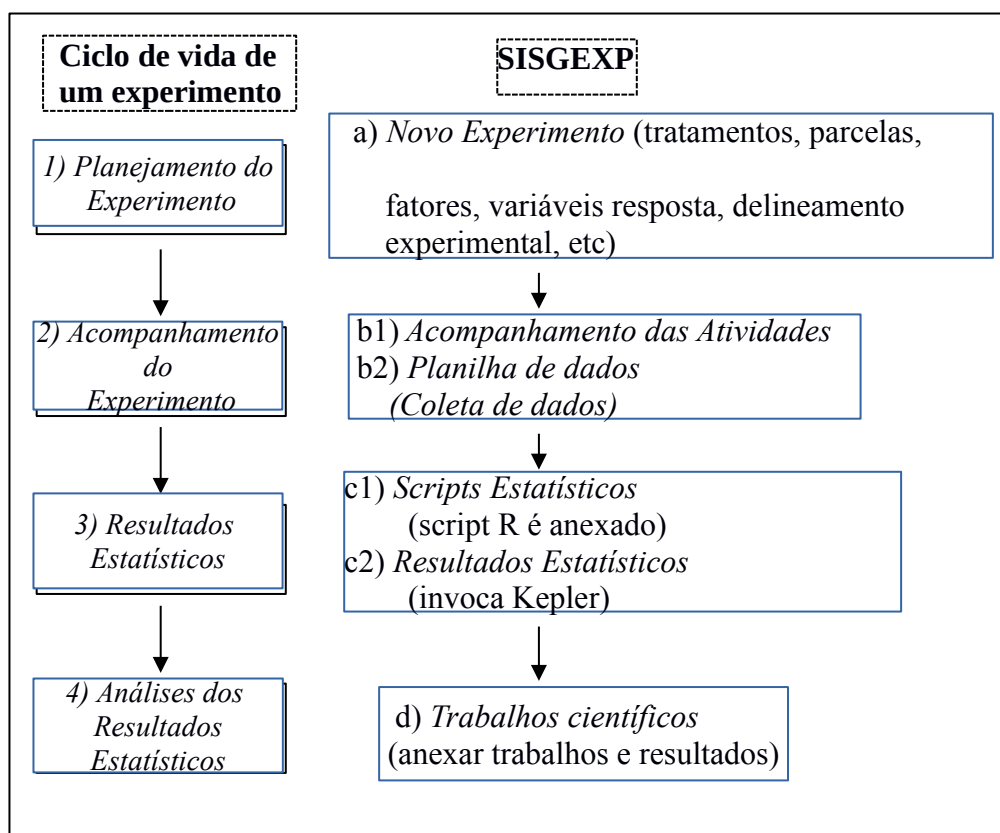 Ciclo de vida de
um experimento
1) Planejamento do
Experimento
2) Acompanhamento
do
Experimento
3) Resultados
Estatísticos
4) Análises dos
Resultados
Estatísticos
SISGEXP
a) Novo Experimento (tratamentos, parcelas,
fatores, variáveis resposta, delineamento
experimental, etc)
b1) Acompanhamento das Atividades
b2) Planilha de dados
(Coleta de dados)
c1) Scripts Estatísticos
(script R é anexado)
c2) Resultados Estatísticos
(invoca Kepler)
d) Trabalhos científicos
(anexar trabalhos e resultados)